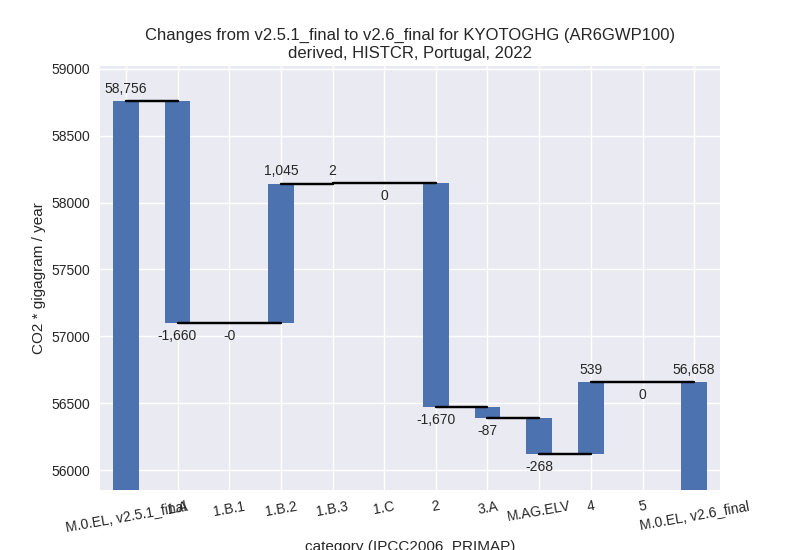 Changes from v2.5.1_final to v2.6_final for KYOTOGHG (AR6GWP100)
derived, HISTCR, Portugal, 2022
59000
58500
58000
57500
57000
56500
56000
CO2 * gigagram / year
58,756
-1,660
-0
1,045
2
0
-1,670
-87
-268
539
0
56,658
M.0.EL, v2.5.1_final
1.A
1.B.1
1.B.2
1.B.3
1.C
2
3.A
M.AG.ELV
4
5
M.0.EL, v2.6_final
category (IPCC2006_PRIMAP)